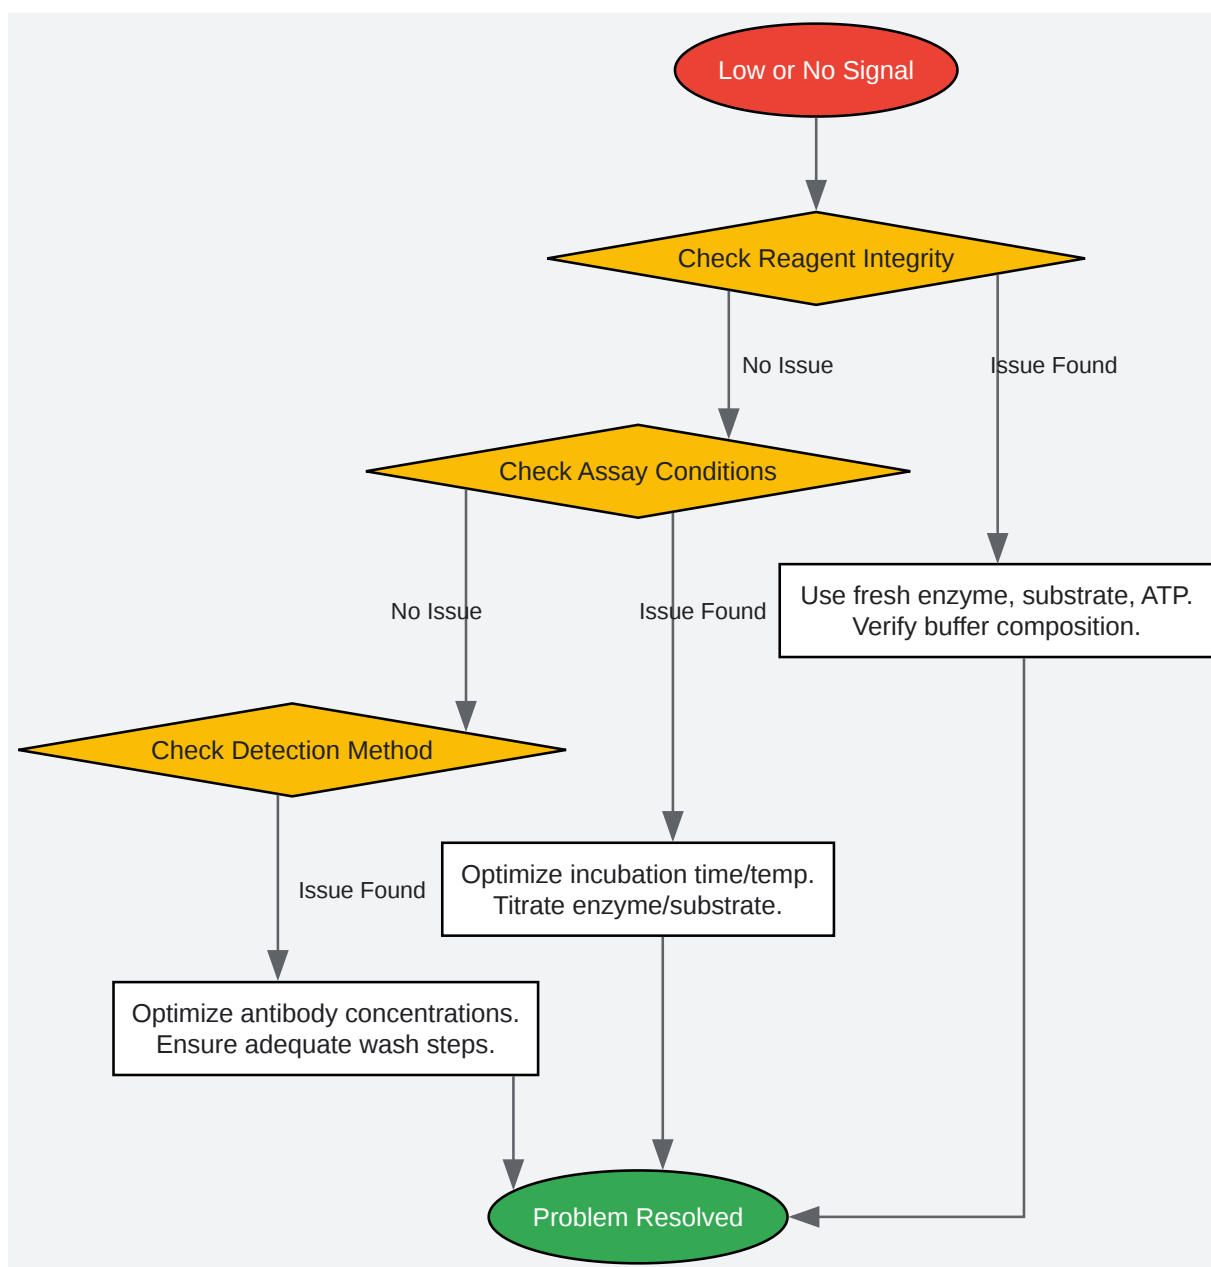 Low or No Signal
Check Reagent Integrity
No Issue
Issue Found
Check Assay Conditions
No Issue
Issue Found
Use fresh enzyme, substrate, ATP.
Verify buffer composition.
Check Detection Method
Issue Found
Optimize incubation time/temp.
Titrate enzyme/substrate.
Optimize antibody concentrations.
Ensure adequate wash steps.
Problem Resolved